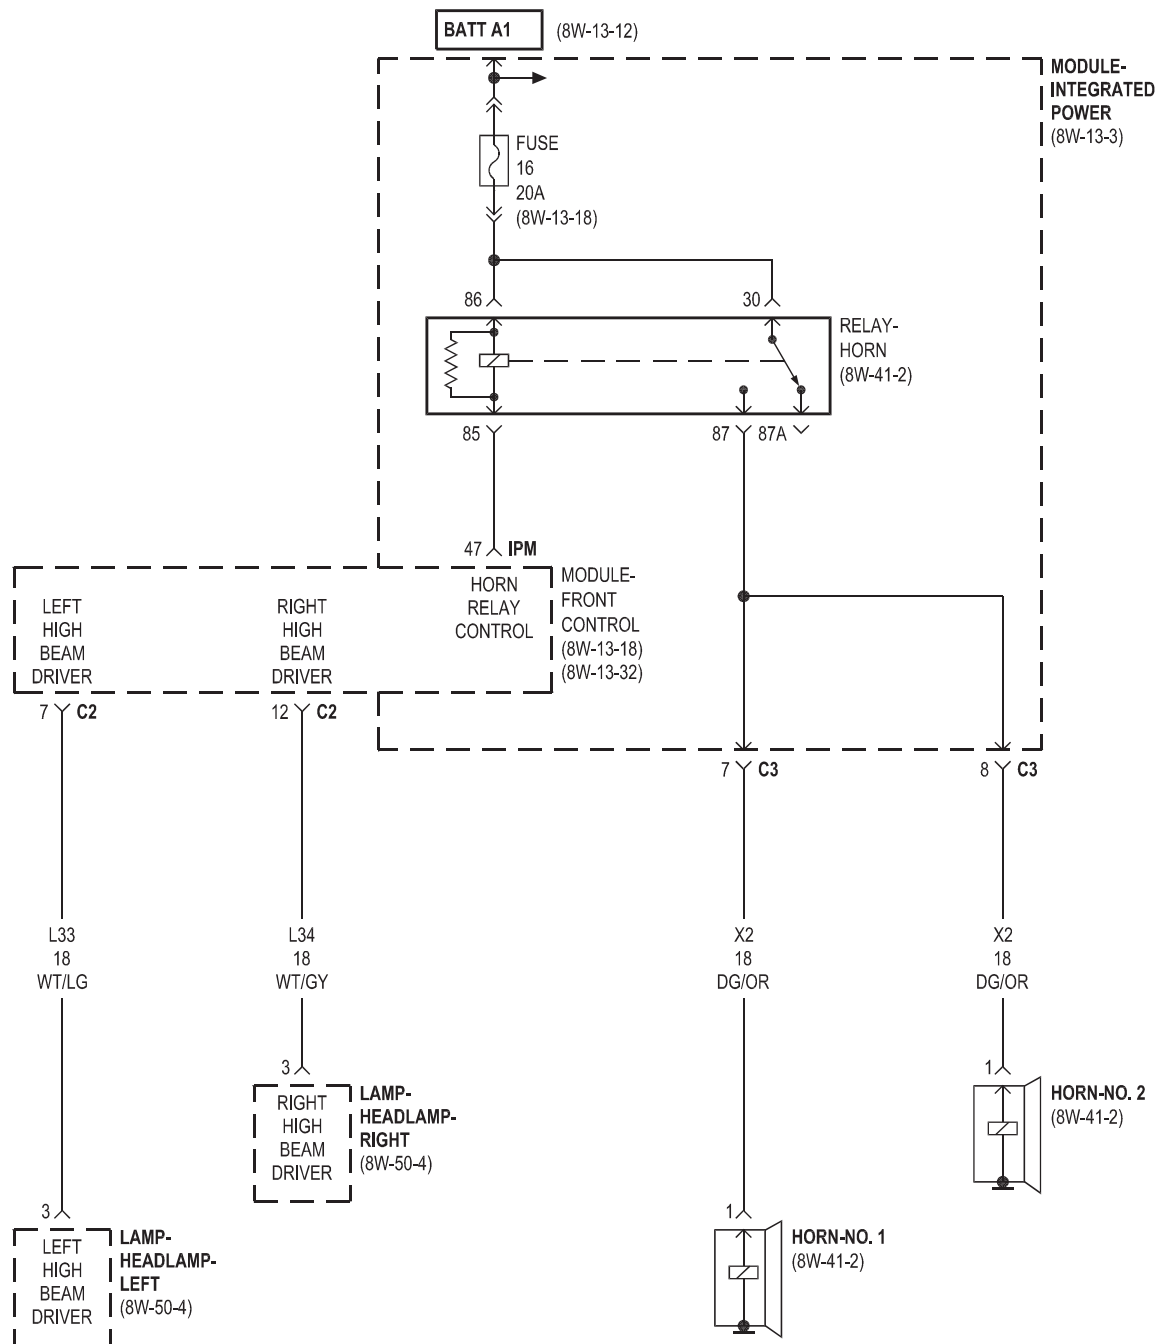 BATT A1 (8W-13-12)
MODULE-
INTEGRATED
POWER
(8W-13-3)
FUSE
16
20A
(8W-13-18)
86
30
RELAY-
HORN
(8W-41-2)
85
87
87A
47 IPM
HORN
RELAY
CONTROL
MODULE-
FRONT
CONTROL
(8W-13-18)
(8W-13-32)
LEFT
HIGH
BEAM
DRIVER
RIGHT
HIGH
BEAM
DRIVER
7 C2
12 C2
7 C3
8 C3
L33
18
WT/LG
L34
18
WT/GY
X2
18
DG/OR
X2
18
DG/OR
3
RIGHT
HIGH
BEAM
DRIVER
LAMP-
HEADLAMP-
RIGHT
(8W-50-4)
1
HORN-NO. 2
(8W-41-2)
3
LEFT
HIGH
BEAM
DRIVER
LAMP-
HEADLAMP-
LEFT
(8W-50-4)
1
HORN-NO. 1
(8W-41-2)